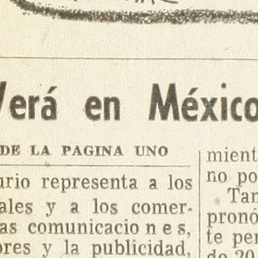 Verá en México
DE LA PAGINA UNO
urio representa a los
ales y a los comer-
as comunicacio n e s,
ores y la publicidad,
mient
no po
Tan
pronó
te per
de 20